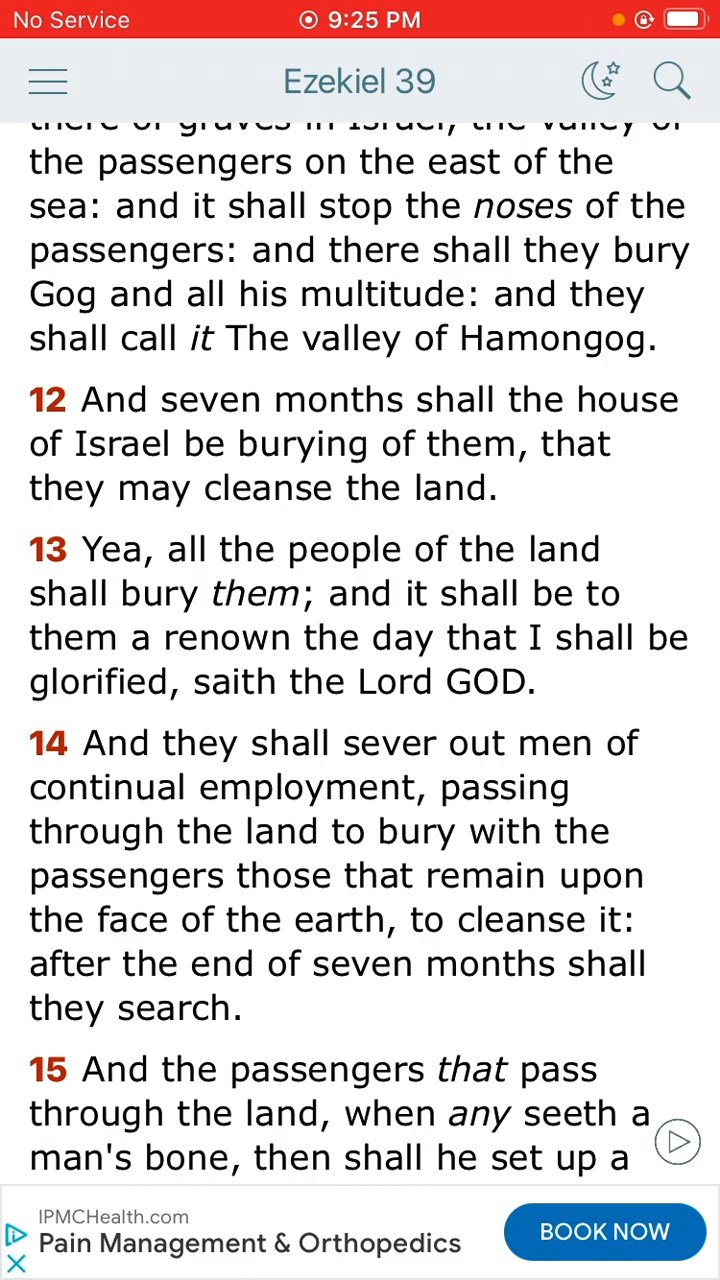 No Service
9:25 PM
Ezekiel 39
there of graves in Israel, the valley of
the passengers on the east of the
sea: and it shall stop the noses of the
passengers: and there shall they bury
Gog and all his multitude: and they
shall call it The valley of Hamongog.
12 And seven months shall the house
of Israel be burying of them, that
they may cleanse the land.
13 Yea, all the people of the land
shall bury them; and it shall be to
them a renown the day that I shall be
glorified, saith the Lord GOD.
14 And they shall sever out men of
continual employment, passing
through the land to bury with the
passengers those that remain upon
the face of the earth, to cleanse it:
after the end of seven months shall
they search.
15 And the passengers that pass
through the land, when any seeth a
man's bone, then shall he set up a
IPMCHealth.com
Pain Management & Orthopedics
BOOK NOW